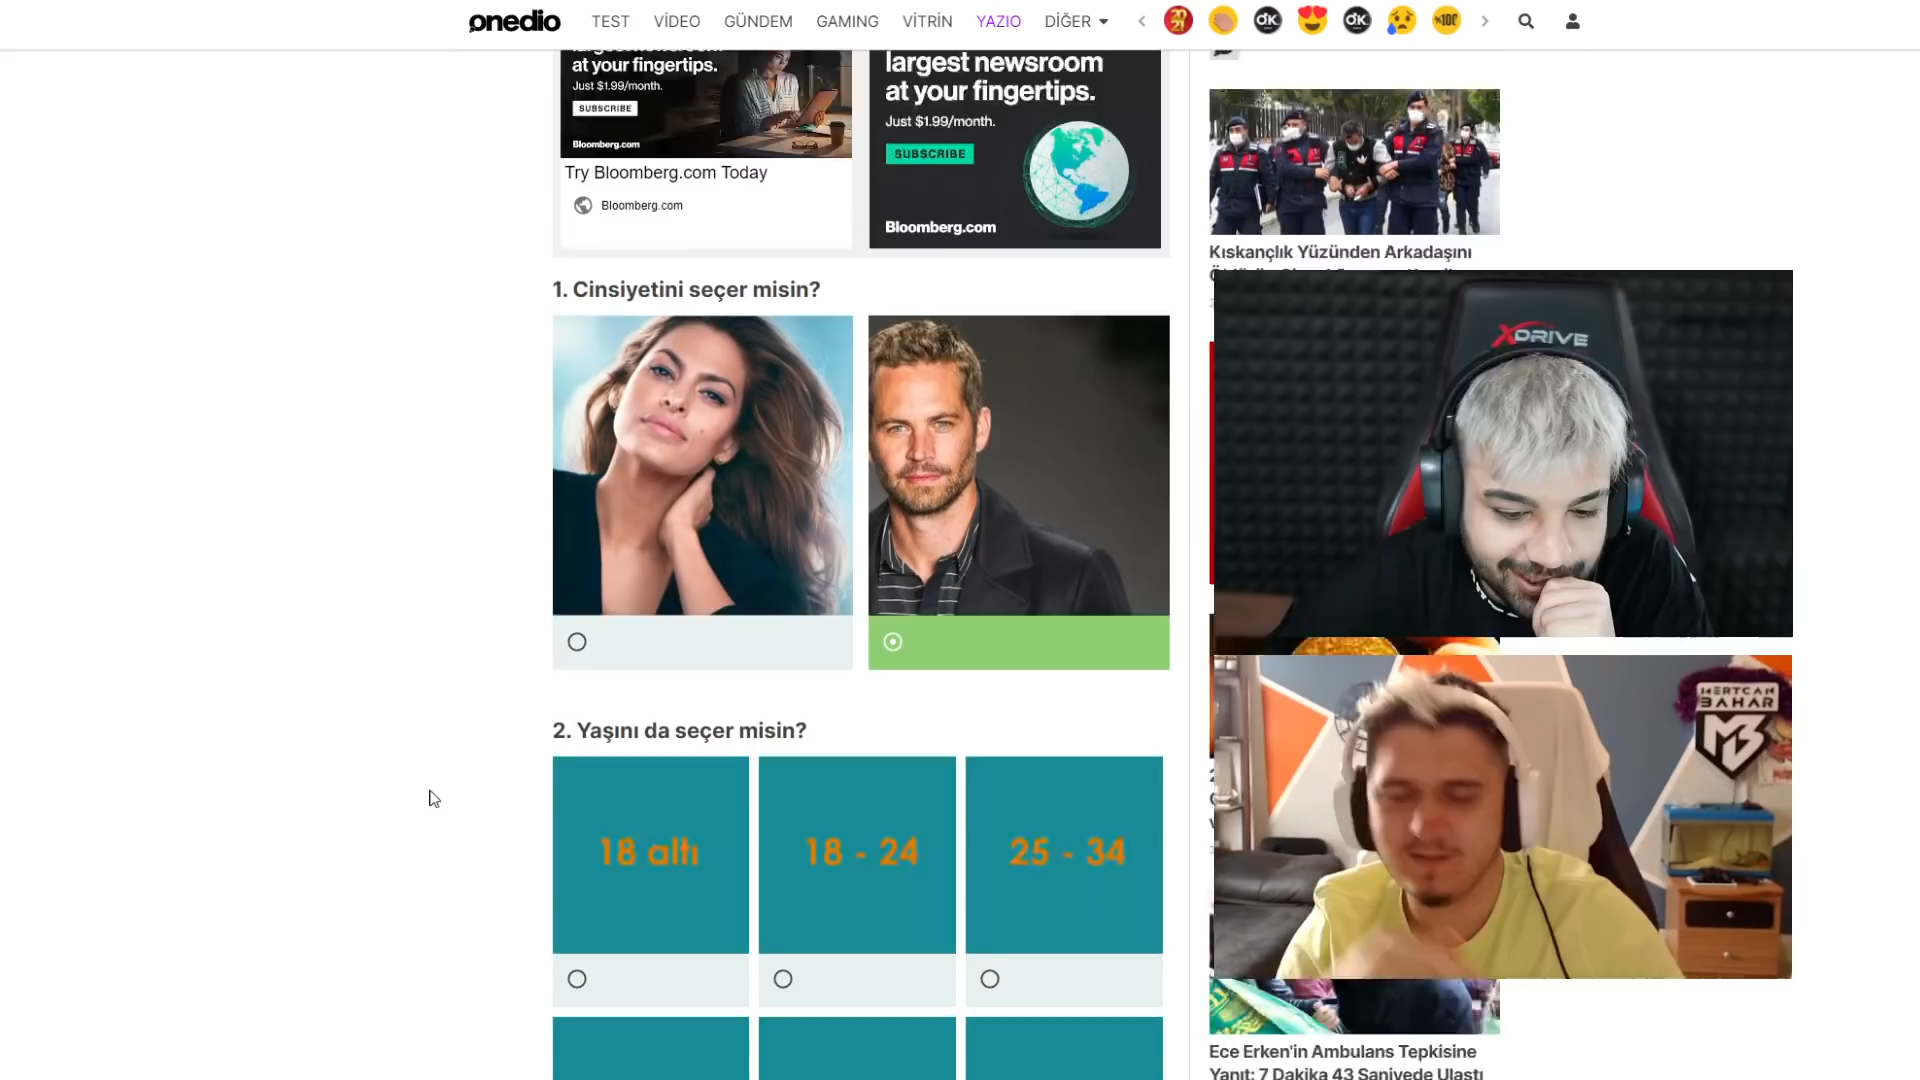 onedio TEST VİDEO GÜNDEM GAMING VİTRİN YAZIO DİĞER
at your fingertips.
Just $1.99/month.
SUBSCRIBE
Bloomberg.com
Try Bloomberg.com Today
Bloomberg.com
largest newsroom
at your fingertips.
Just $1.99/month.
SUBSCRIBE
Bloomberg.com
Kıskançlık Yüzünden Arkadaşını
1. Cinsiyetini seçer misin?
XDRIVE
2. Yaşını da seçer misin?
18 altı
18 - 24
25 - 34
MERTCAN
BAHAR
MB
Ece Erken'in Ambulans Tepkisine
Yanıt: 7 Dakika 43 Saniyede Ulaştı